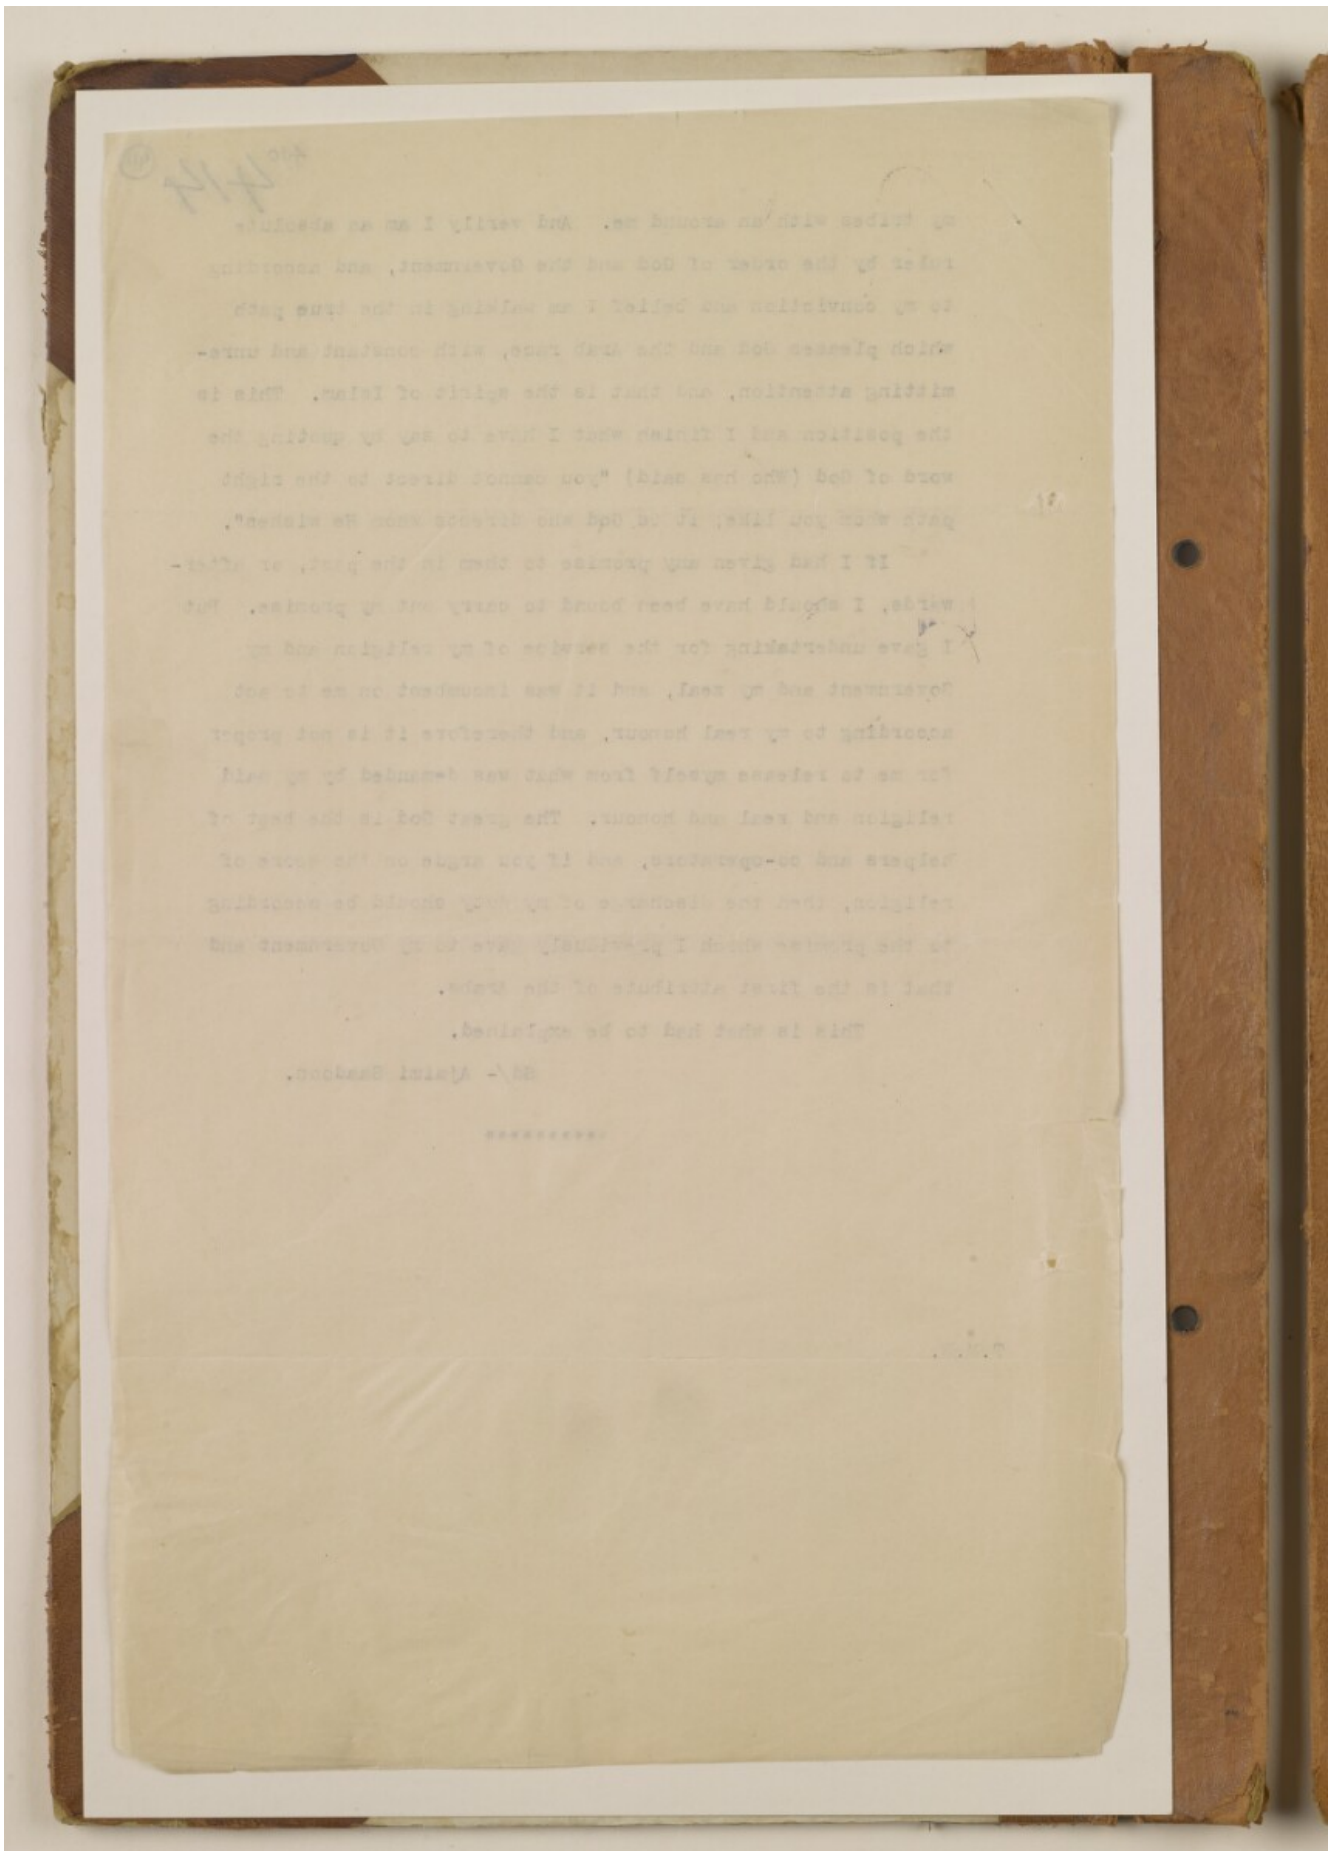 my tribes with an around me. And verily I am an absolute
ruler by the order of God and the Government, and according
to my conviction and belief I am walking in the true path
which pleases God and the Arab race, with constant and unre-
mitting attention, and that is the spirit of Islam. This is
the position and I finish what I have to say by quoting the
word of God (Who has said) "you cannot direct to the right
path whom you like; it is God who directs whom He wishes".
If I had given any promise to them in the past, or after-
wards, I should have been bound to carry out my promise. But
I gave undertaking for the service of my religion and my
Government and my zeal, and it was incumbent on me to act
according to my real honour, and therefore it is not proper
for me to release myself from what was demanded by my said
religion and zeal and honour. The great God is the best of
helpers and co-operators, and if you argue on the score of
religion, then the discharge of my duty should be according
to the promise which I previously gave to my Government and
that is the first attribute of the Arabs.
This is what had to be explained.
Sd/- Ajaimi Saadoon.